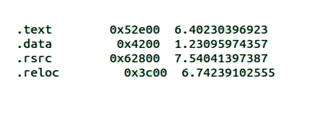 .text 0x52e00 6.40230396923
.data 0x4200 1.23095974357
.rsrc 0x62800 7.54041397387
.reloc 0x3c00 6.74239102555